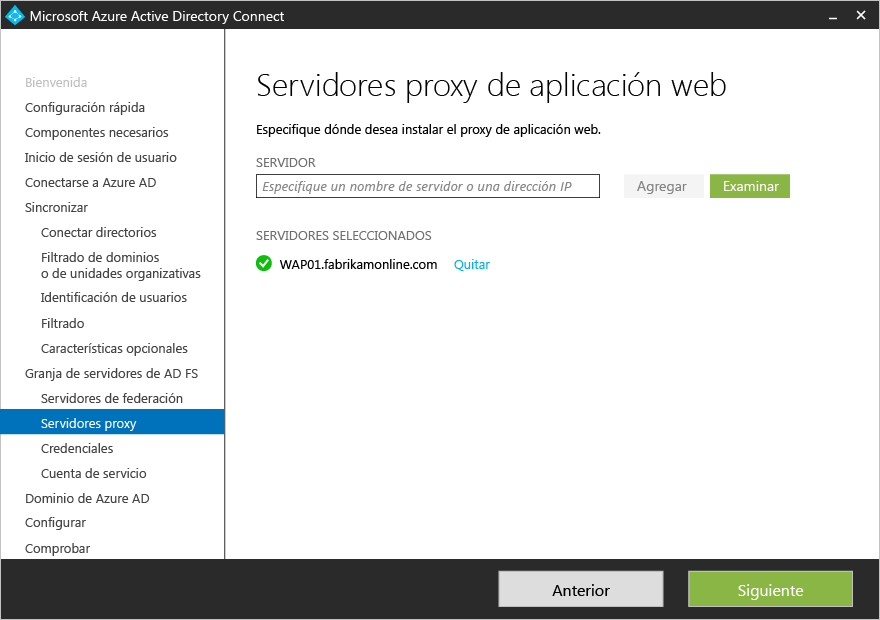 Microsoft Azure Active Directory Connect
Bienvenida
Configuración rápida
Componentes necesarios
Inicio de sesión de usuario
Conectarse a Azure AD
Sincronizar
Conectar directorios
Filtrado de dominios
o de unidades organizativas
Identificación de usuarios
Filtrado
Características opcionales
Granja de servidores de AD FS
Servidores de federación
Servidores proxy
Credenciales
Cuenta de servicio
Dominio de Azure AD
Configurar
Comprobar
Servidores proxy de aplicación web
Especifique dónde desea instalar el proxy de aplicación web.
SERVIDOR
Especifique un nombre de servidor o una dirección IP
Agregar
Examinar
SERVIDORES SELECCIONADOS
WAP01.fabrikamonline.com Quitar
Anterior
Siguiente